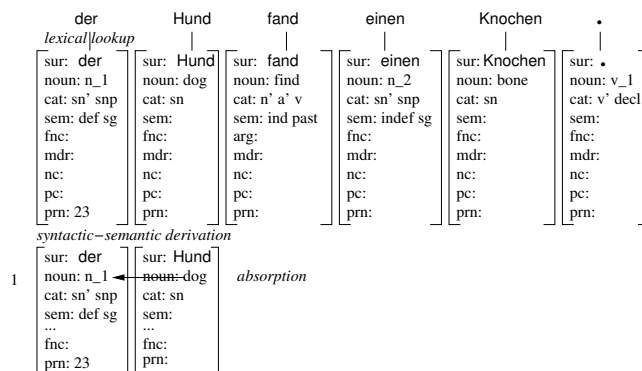 der Hund fand einen Knochen .
lexical lookup
sur: der sur: Hund sur: fand sur: einen sur: Knochen sur: .
noun: n_1 noun: dog noun: find noun: n_2 noun: bone noun: v_1
cat: sn' snp cat: sn cat: n' a' v cat: sn' snp cat: sn cat: v' decl
sem: def sg sem: sem: ind past sem: indef sg sem: sem:
fnc: fnc: arg: fnc: fnc: fnc:
mdr: mdr: mdr: mdr: mdr: mdr:
nc: nc: nc: nc: nc: nc:
pc: pc: pc: pc: pc: pc:
prn: 23 prn: prn: prn: prn: prn:
syntactic−semantic derivation
sur: der sur: Hund
1 noun: n_1 noun: dog absorption
cat: sn' snp cat: sn
sem: def sg sem:
... ...
fnc: fnc:
prn: 23 prn: